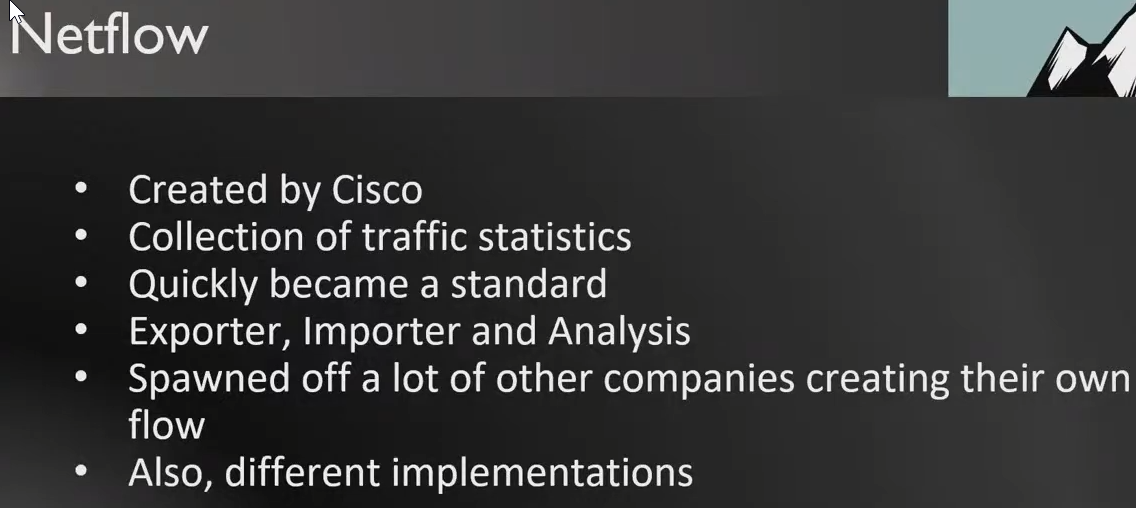 Netflow
• Created by Cisco
• Collection of traffic statistics
• Quickly became a standard
• Exporter, Importer and Analysis
• Spawned off a lot of other companies creating their own
flow
• Also, different implementations